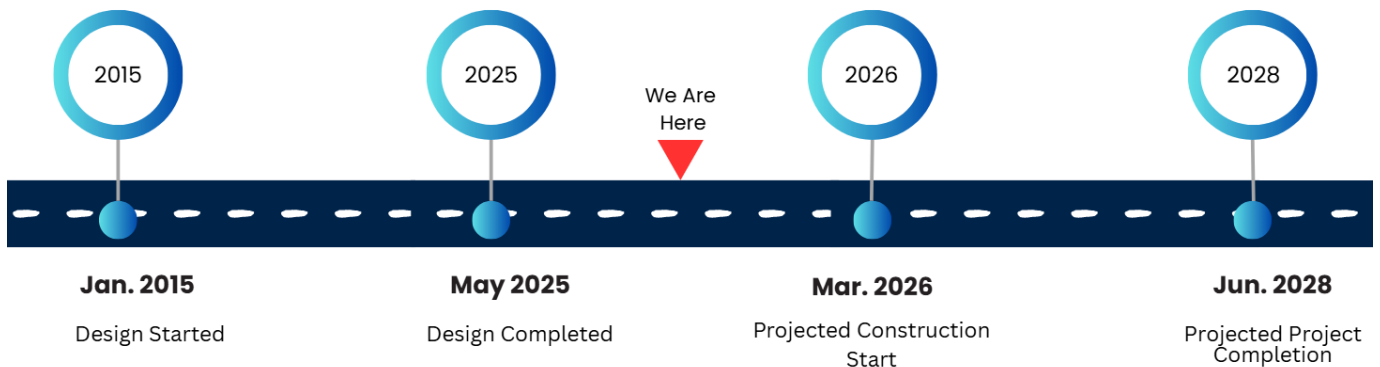 2015
2025
We Are
Here
2026
2028
Jan. 2015
May 2025
Mar. 2026
Jun. 2028
Design Started
Design Completed
Projected Construction
Start
Projected Project
Completion